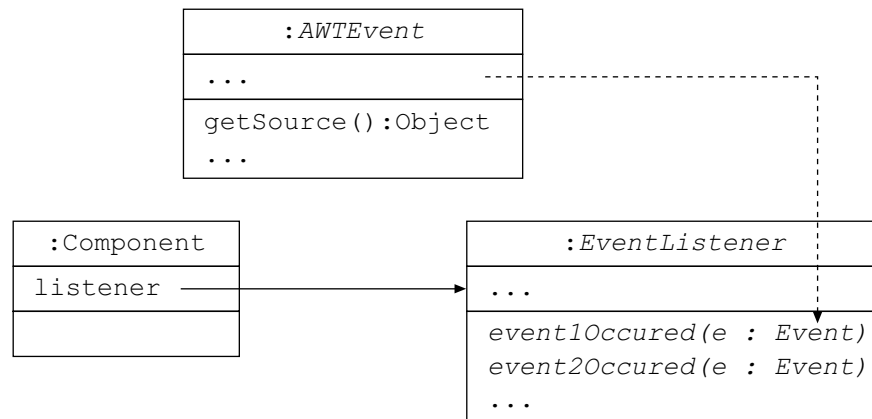 :AWTEvent
...
getSource():Object
...
:Component
listener
:EventListener
...
event1Occured(e : Event)
event2Occured(e : Event)
...